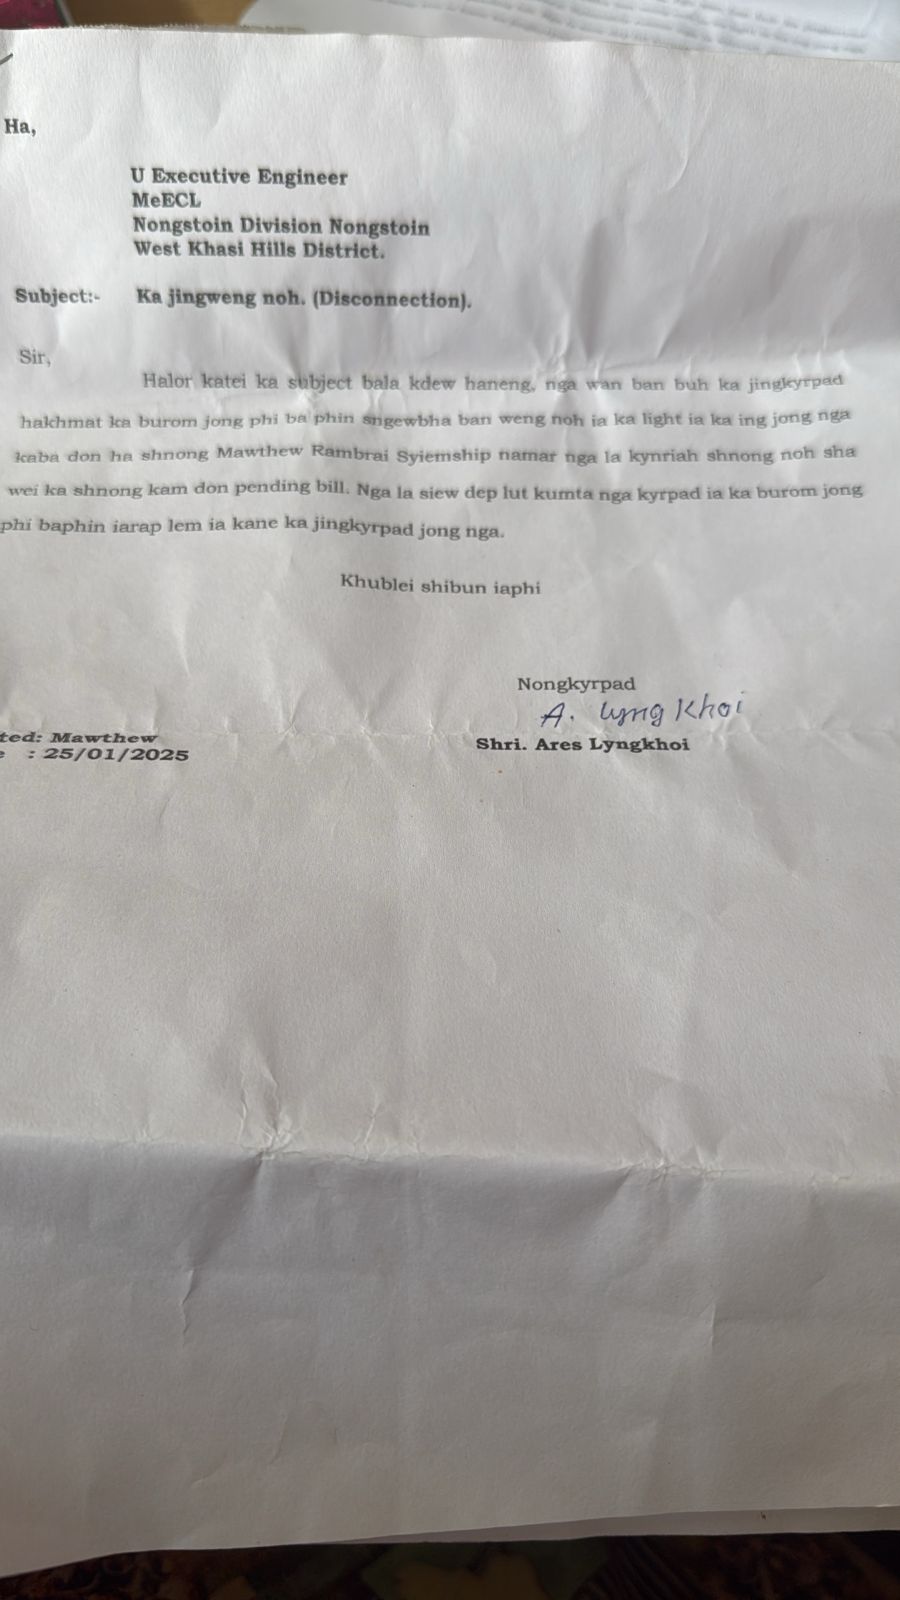 Ha,
U Executive Engineer
MeECL
Nongstoin Division Nongstoin
West Khasi Hills District.
Subject:- Ka jingweng noh. (Disconnection).
Sir,
Halor katei ka subject bala kdew haneng, nga wan ban buh ka jingkyrpad
hakhmat ka burom jong phi ba phin sngewbha ban weng noh ia ka light ia ka ing jong nga
kaba don ha shnong Mawthew Rambrai Syiemship namar nga la kynriah shnong noh sha
wei ka shnong kam don pending bill. Nga la siew dep lut kumta nga kyrpad ia ka burom jong
phi baphin iarap lem ia kane ka jingkyrpad jong nga.
Khublei shibun iaphi
Nongkyrpad
A. Lyngkhoi
Shri. Ares Lyngkhoi
ted: Mawthew
e : 25/01/2025